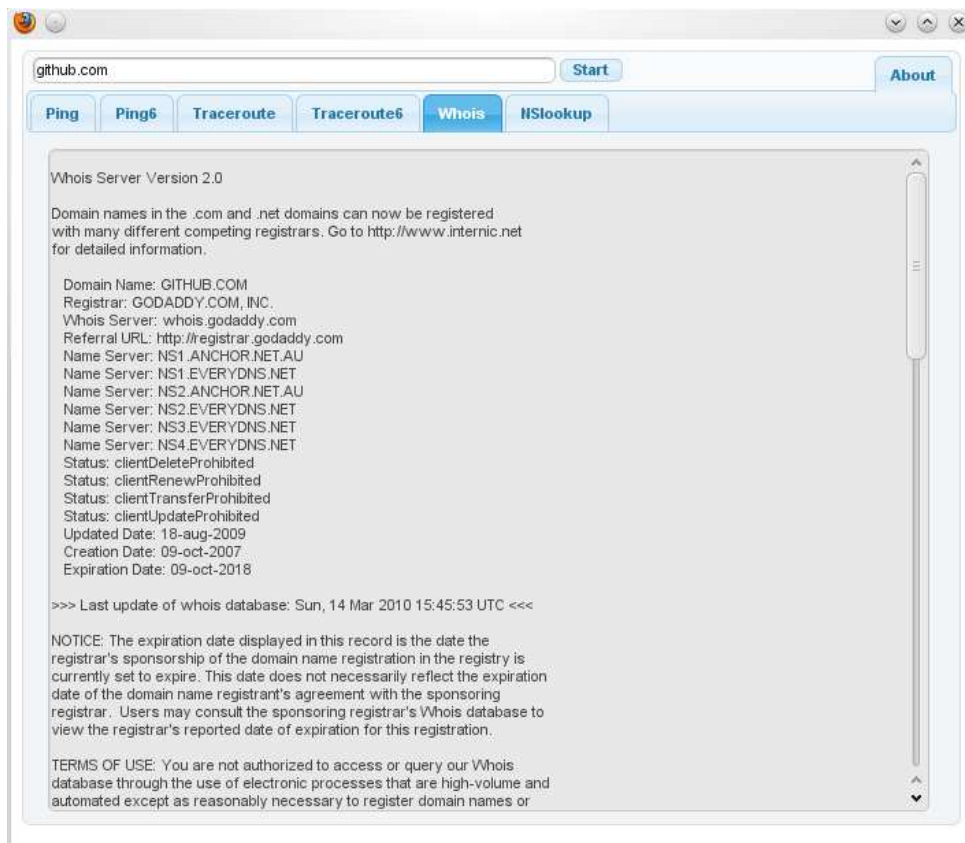 github.com
Start
About
Ping
Ping6
Traceroute
Traceroute6
Whois
NSlookup
Whois Server Version 2.0
Domain names in the .com and .net domains can now be registered
with many different competing registrars. Go to http://www.internic.net
for detailed information.
Domain Name: GITHUB.COM
Registrar: GODADDY.COM, INC.
Whois Server: whois.godaddy.com
Referral URL: http://registrar.godaddy.com
Name Server: NS1.ANCHOR.NET.AU
Name Server: NS1.EVERYDNS.NET
Name Server: NS2.ANCHOR.NET.AU
Name Server: NS2.EVERYDNS.NET
Name Server: NS3.EVERYDNS.NET
Name Server: NS4.EVERYDNS.NET
Status: clientDeleteProhibited
Status: clientRenewProhibited
Status: clientTransferProhibited
Status: clientUpdateProhibited
Updated Date: 18-aug-2009
Creation Date: 09-oct-2007
Expiration Date: 09-oct-2018
>>> Last update of whois database: Sun, 14 Mar 2010 15:45:53 UTC <<<
NOTICE: The expiration date displayed in this record is the date the
registrar's sponsorship of the domain name registration in the registry is
currently set to expire. This date does not necessarily reflect the expiration
date of the domain name registrant's agreement with the sponsoring
registrar.  Users may consult the sponsoring registrar's Whois database to
view the registrar's reported date of expiration for this registration.
TERMS OF USE: You are not authorized to access or query our Whois
database through the use of electronic processes that are high-volume and
automated except as reasonably necessary to register domain names or